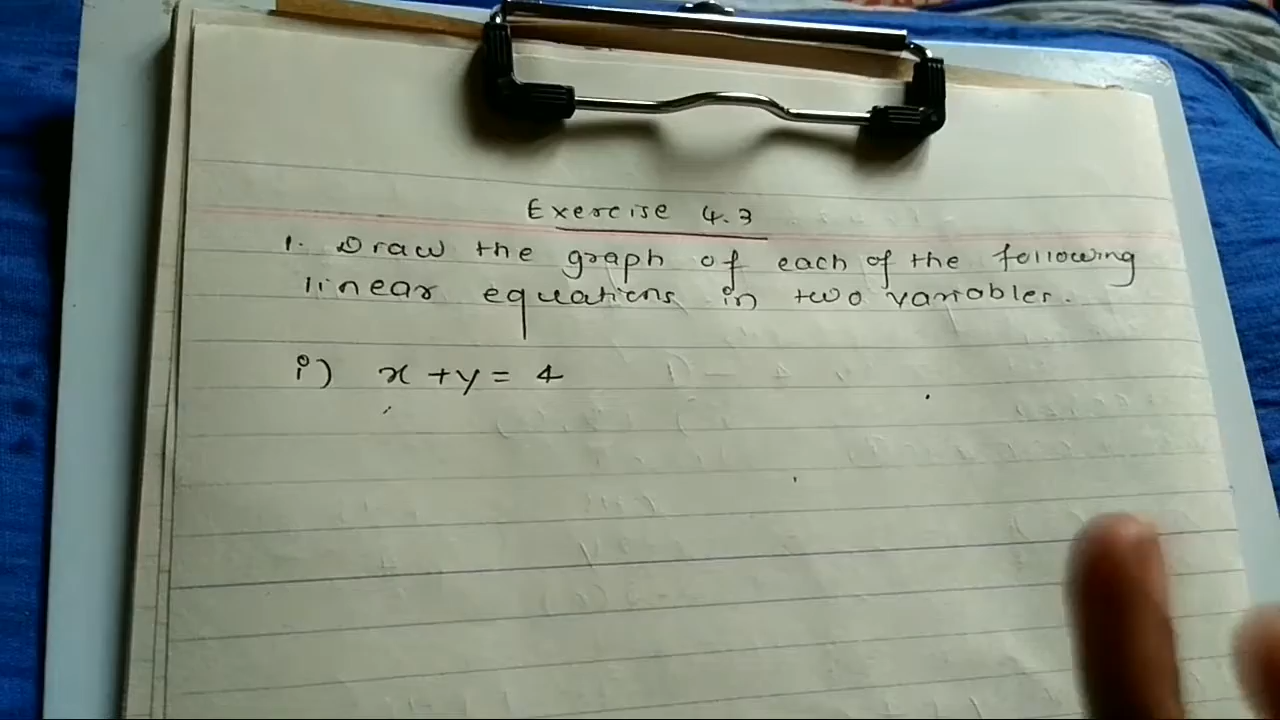 Exercise 4.3
1. Draw the graph of each of the following
linear equations in two variables.
i) x + y = 4